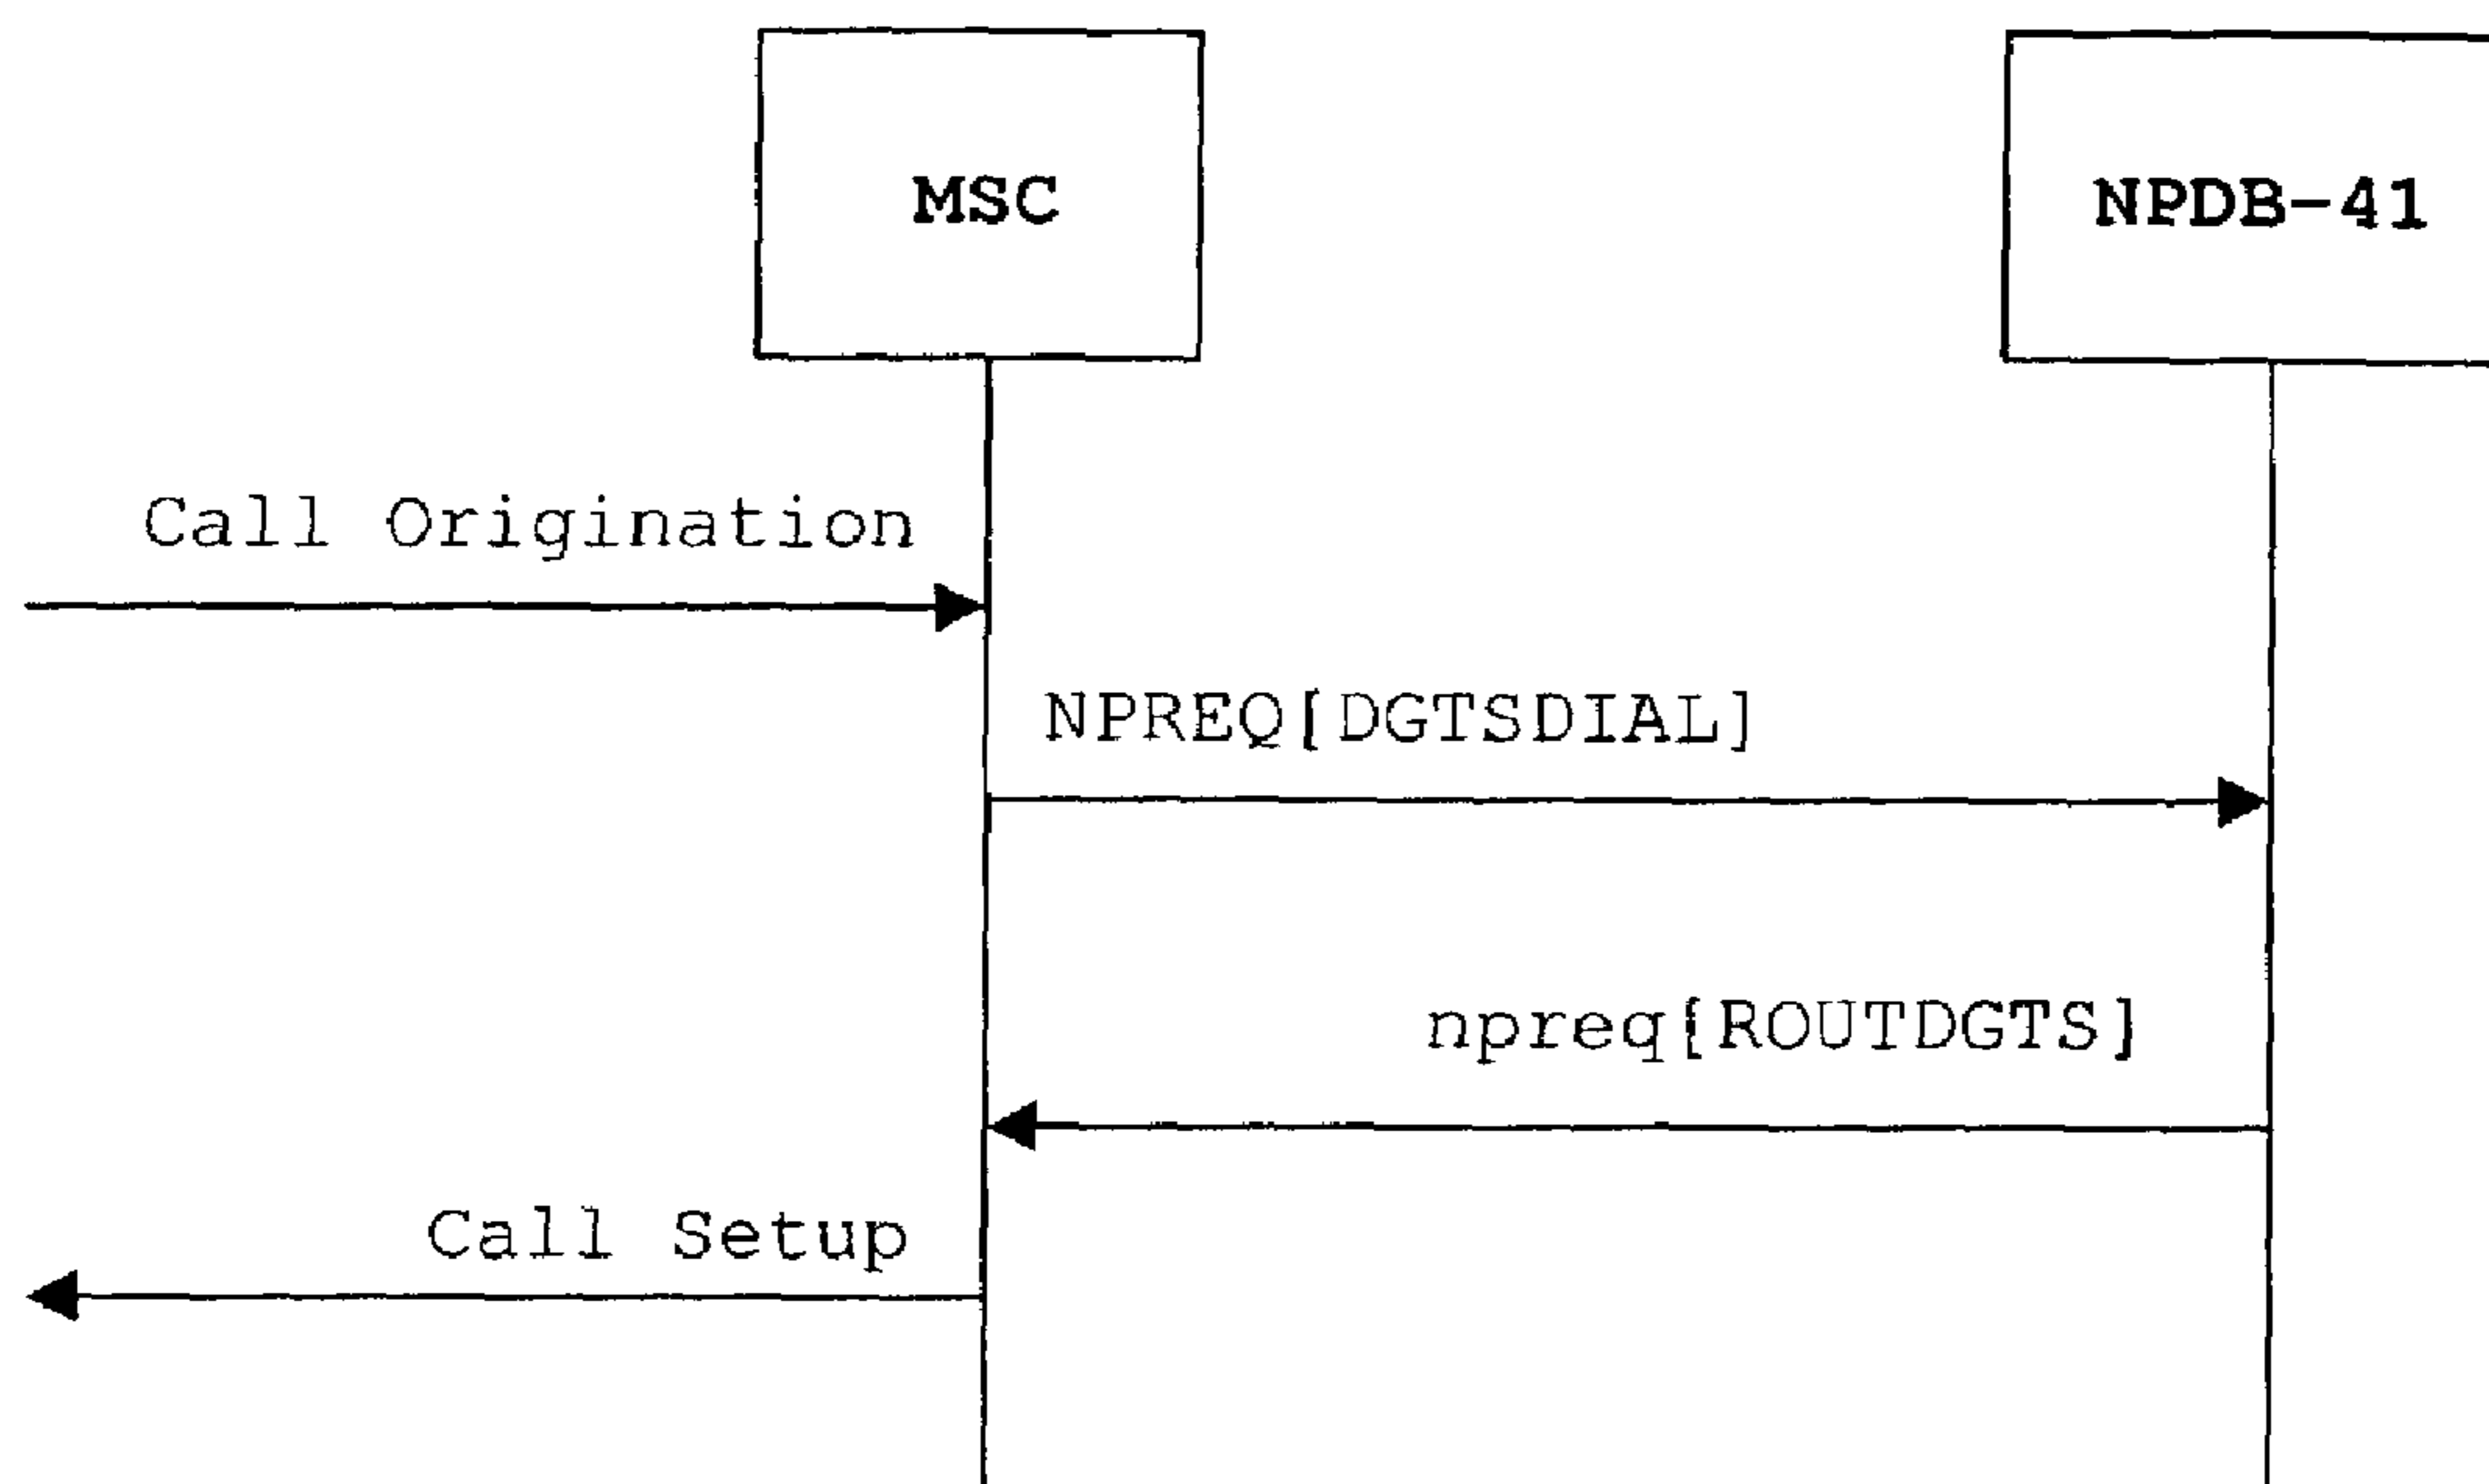 MSC
NPDB-41
Call Origination
NPREQ[DGTSDIAL]
npreq[ROUTDGTS]
Call Setup